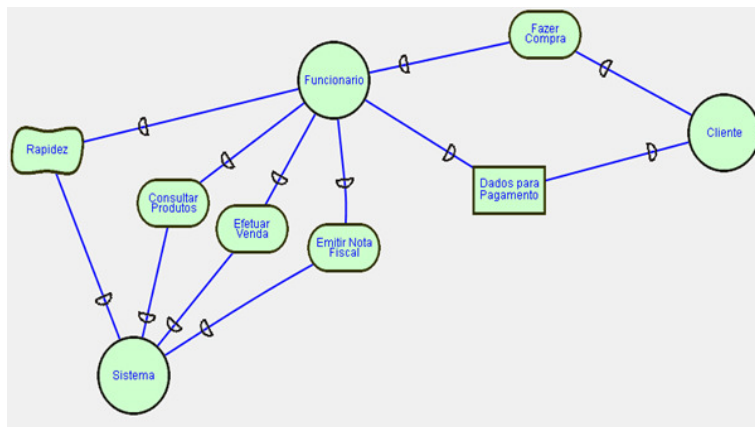 Fazer
Compra
Funcionario
Cliente
Rapidez
Consultar
Produtos
Dados para
Pagamento
Efetuar
Venda
Emitir Nota
Fiscal
Sistema